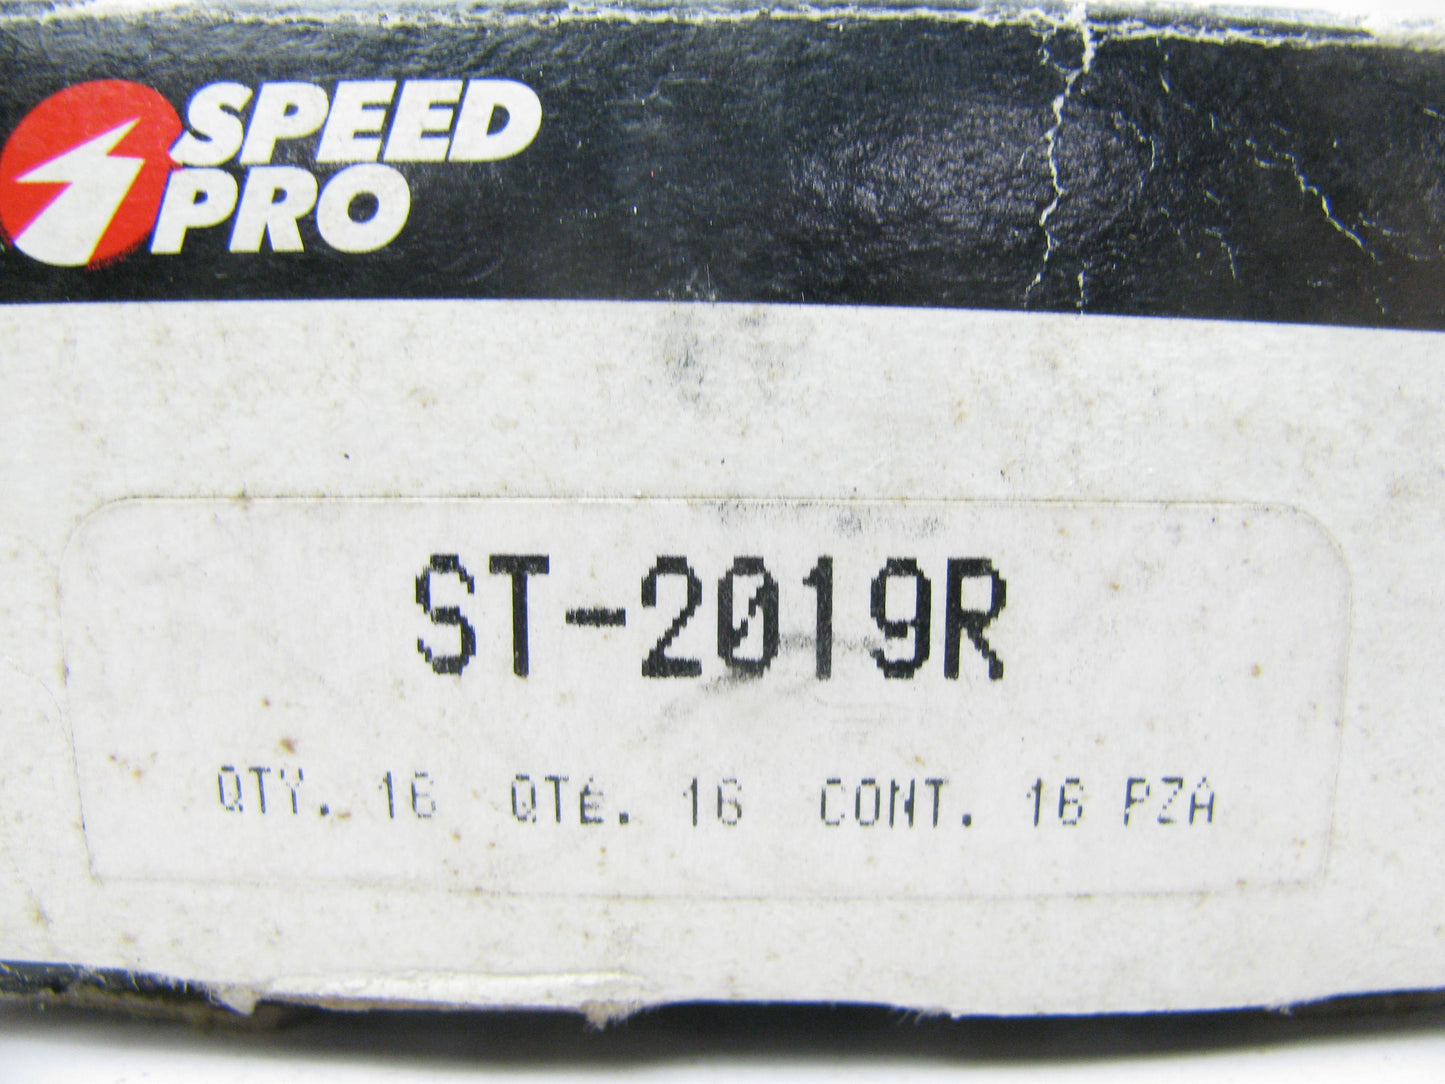 SPEED
PRO
ST-2019R
QTY. 16 QTÉ. 16 CONT. 16 PZA